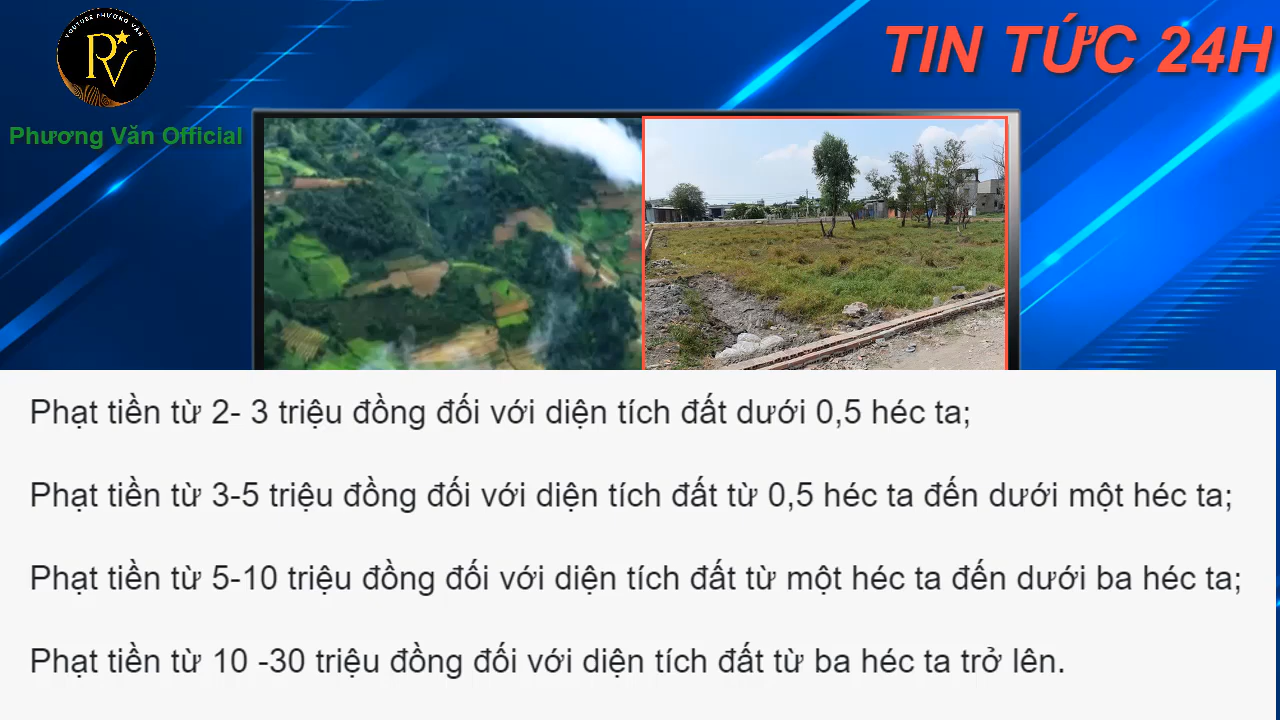 YOUTUBE PHƯƠNG VĂN
PV
Phương Văn Official
TIN TỨC 24H
Phạt tiền từ 2- 3 triệu đồng đối với diện tích đất dưới 0,5 héc ta;
Phạt tiền từ 3-5 triệu đồng đối với diện tích đất từ 0,5 héc ta đến dưới một héc ta;
Phạt tiền từ 5-10 triệu đồng đối với diện tích đất từ một héc ta đến dưới ba héc ta;
Phạt tiền từ 10 -30 triệu đồng đối với diện tích đất từ ba héc ta trở lên.